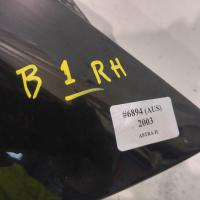 B 1 RH
#6894 (AUS)
2003
ASTRA H